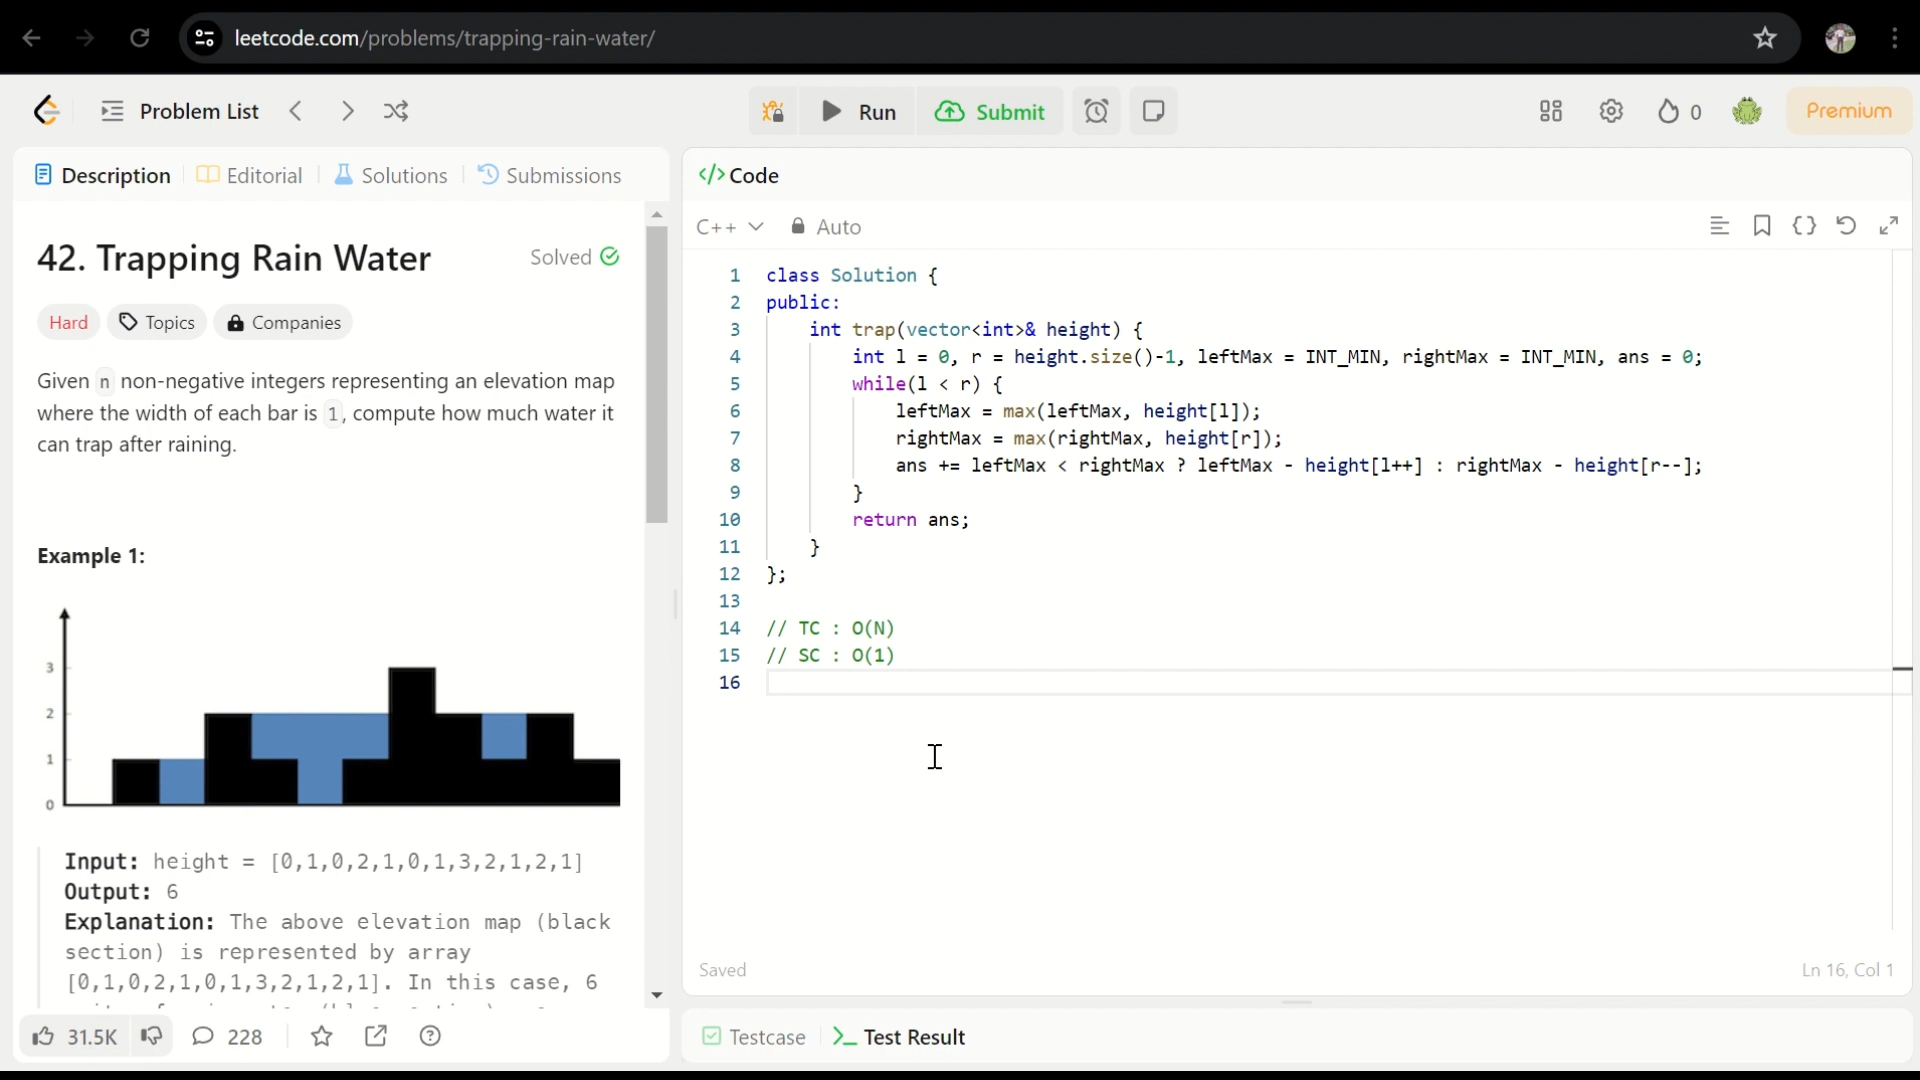 leetcode.com/problems/trapping-rain-water/
Problem List
Run
Submit
0
Premium
Description
Editorial
Solutions
Submissions
42. Trapping Rain Water
Solved
Hard
Topics
Companies
Given n non-negative integers representing an elevation map
where the width of each bar is 1, compute how much water it
can trap after raining.
Example 1:
3
2
1
0
Input: height = [0,1,0,2,1,0,1,3,2,1,2,1]
Output: 6
Explanation: The above elevation map (black
section) is represented by array
[0,1,0,2,1,0,1,3,2,1,2,1]. In this case, 6
31.5K
228
</> Code
C++
Auto
1 class Solution {
2 public:
3 int trap(vector<int>& height) {
4 int l = 0, r = height.size()-1, leftMax = INT_MIN, rightMax = INT_MIN, ans = 0;
5 while(l < r) {
6 leftMax = max(leftMax, height[l]);
7 rightMax = max(rightMax, height[r]);
8 ans += leftMax < rightMax ? leftMax - height[l++] : rightMax - height[r--];
9 }
10 return ans;
11 }
12 };
13
14 // TC : O(N)
15 // SC : O(1)
16
Saved
Ln 16, Col 1
Testcase
Test Result